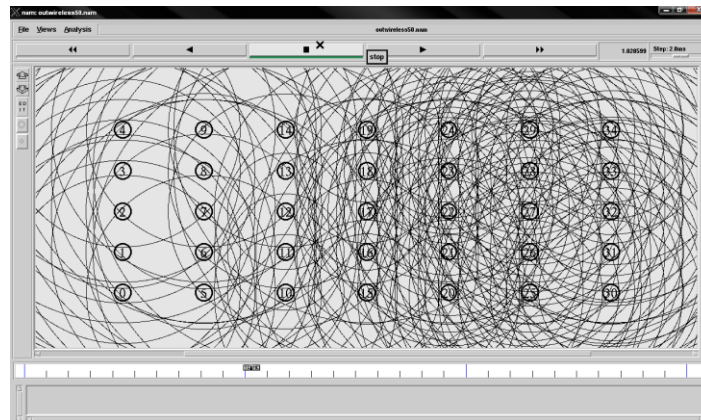 nam: outwireless50.nam
File Views Analysis outwireless50.nam
1.028599 Step: 2.0ms
stop
EDIT
4 9 14 19 24 29 34
3 8 13 18 23 28 33
2 7 12 17 22 27 32
1 6 11 16 21 26 31
0 5 10 15 20 25 30